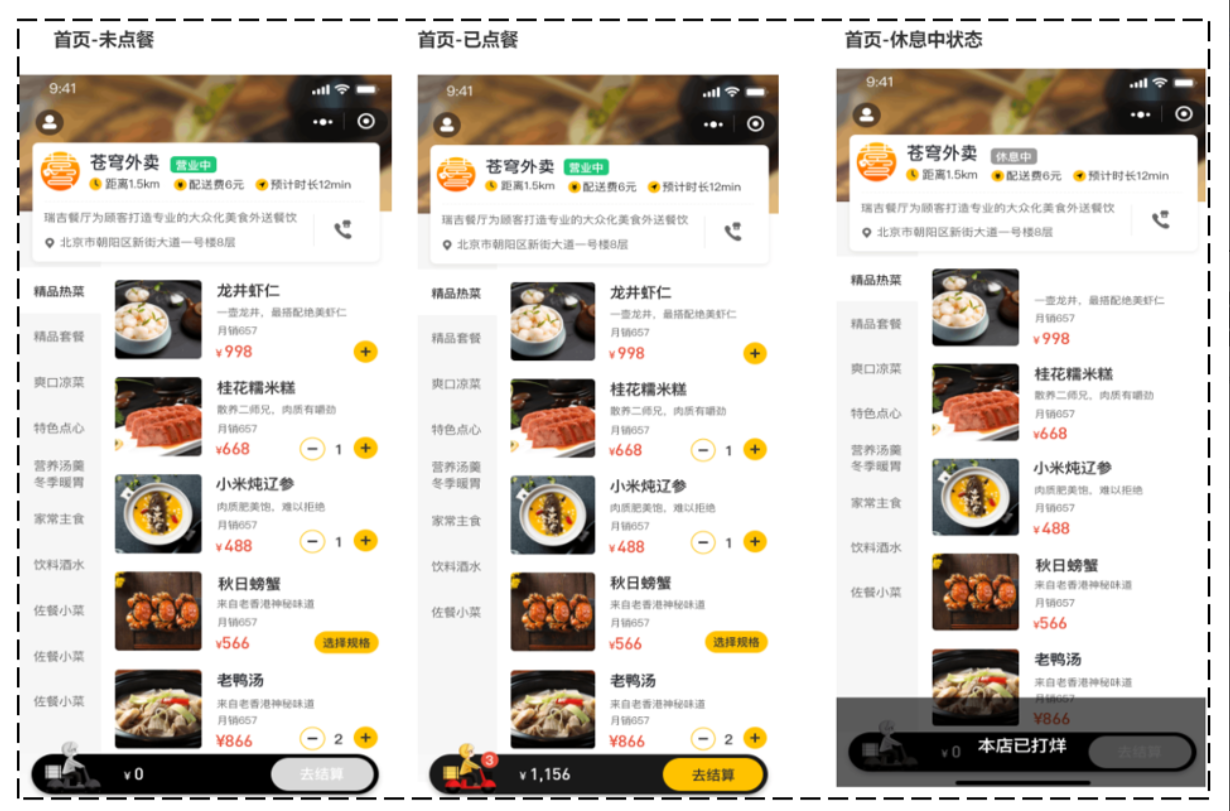 首页-未点餐
9:41
苍穹外卖 营业中
距离1.5km 配送费6元 预计时长12min
瑞吉餐厅为顾客打造专业的大众化美食外送餐饮
北京市朝阳区新街大道一号楼8层
精品热菜
精品套餐
爽口凉菜
特色点心
营养汤羹
冬季暖胃
家常主食
饮料酒水
佐餐小菜
佐餐小菜
佐餐小菜
龙井虾仁
一壶龙井，最搭配绝美虾仁
月销657
¥998
+
桂花糯米糕
散养二师兄，肉质有嚼劲
月销657
¥668
− 1 +
小米炖辽参
肉质肥美饱，难以拒绝
月销657
¥488
− 1 +
秋日螃蟹
来自老香港神秘味道
月销657
¥566
选择规格
老鸭汤
来自老香港神秘味道
月销657
¥866
− 2 +
¥0
去结算
首页-已点餐
9:41
苍穹外卖 营业中
距离1.5km 配送费6元 预计时长12min
瑞吉餐厅为顾客打造专业的大众化美食外送餐饮
北京市朝阳区新街大道一号楼8层
精品热菜
精品套餐
爽口凉菜
特色点心
营养汤羹
冬季暖胃
家常主食
饮料酒水
佐餐小菜
龙井虾仁
一壶龙井，最搭配绝美虾仁
月销657
¥998
+
桂花糯米糕
散养二师兄，肉质有嚼劲
月销657
¥668
− 1 +
小米炖辽参
肉质肥美饱，难以拒绝
月销657
¥488
− 1 +
秋日螃蟹
来自老香港神秘味道
月销657
¥566
选择规格
老鸭汤
来自老香港神秘味道
月销657
¥866
− 2 +
3
¥1,156
去结算
首页-休息中状态
9:41
苍穹外卖 休息中
距离1.5km 配送费6元 预计时长12min
瑞吉餐厅为顾客打造专业的大众化美食外送餐饮
北京市朝阳区新街大道一号楼8层
精品热菜
精品套餐
爽口凉菜
特色点心
营养汤羹
冬季暖胃
家常主食
饮料酒水
佐餐小菜
一壶龙井，最搭配绝美虾仁
月销657
¥998
桂花糯米糕
散养二师兄，肉质有嚼劲
月销657
¥668
小米炖辽参
肉质肥美饱，难以拒绝
月销657
¥488
秋日螃蟹
来自老香港神秘味道
月销657
¥566
老鸭汤
来自老香港神秘味道
月销657
¥866
¥0
本店已打烊
去结算